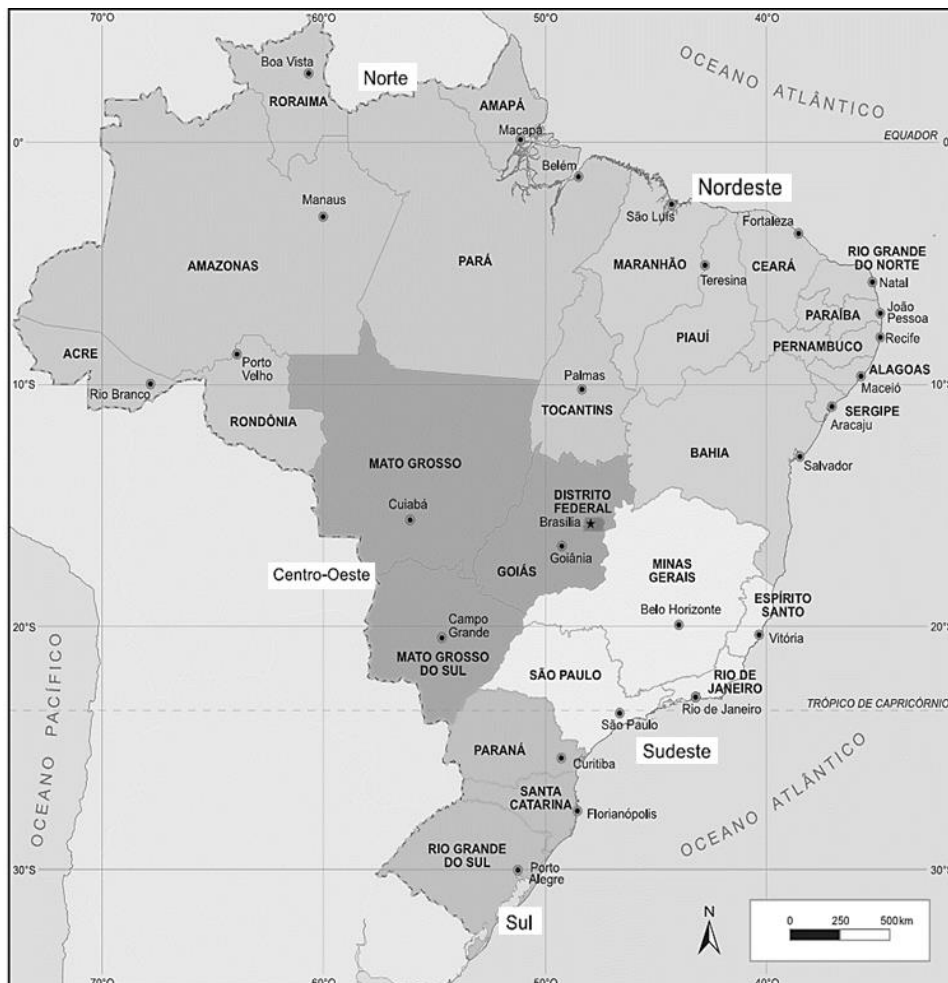 70°O
60°O
50°O
40°O
OCEANO ATLÂNTICO
Boa Vista
Norte
RORAIMA
AMAPÁ
Macapá
EQUADOR
0°
0°
Belém
Nordeste
Manaus
São Luís
Fortaleza
AMAZONAS
PARÁ
MARANHÃO
Teresina
CEARÁ
RIO GRANDE
DO NORTE
Natal
PARAÍBA
João
Pessoa
PIAUÍ
PERNAMBUCO
Recife
ACRE
Porto
Velho
Rio Branco
10°S
10°S
Palmas
ALAGOAS
Maceió
TOCANTINS
SERGIPE
Aracaju
RONDÔNIA
BAHIA
Salvador
MATO GROSSO
Cuiabá
DISTRITO
FEDERAL
Brasília
Goiânia
GOIÁS
Centro-Oeste
MINAS
GERAIS
Belo Horizonte
ESPÍRITO
SANTO
Vitória
20°S
20°S
Campo
Grande
MATO GROSSO
DO SUL
SÃO PAULO
RIO DE
JANEIRO
Rio de Janeiro
TRÓPICO DE CAPRICÓRNIO
São Paulo
Sudeste
OCEANO PACÍFICO
PARANÁ
Curitiba
SANTA
CATARINA
Florianópolis
OCEANO ATLÂNTICO
RIO GRANDE
DO SUL
Porto
Alegre
30°S
30°S
Sul
N
0 250 500km
70°O
60°O
50°O
40°O